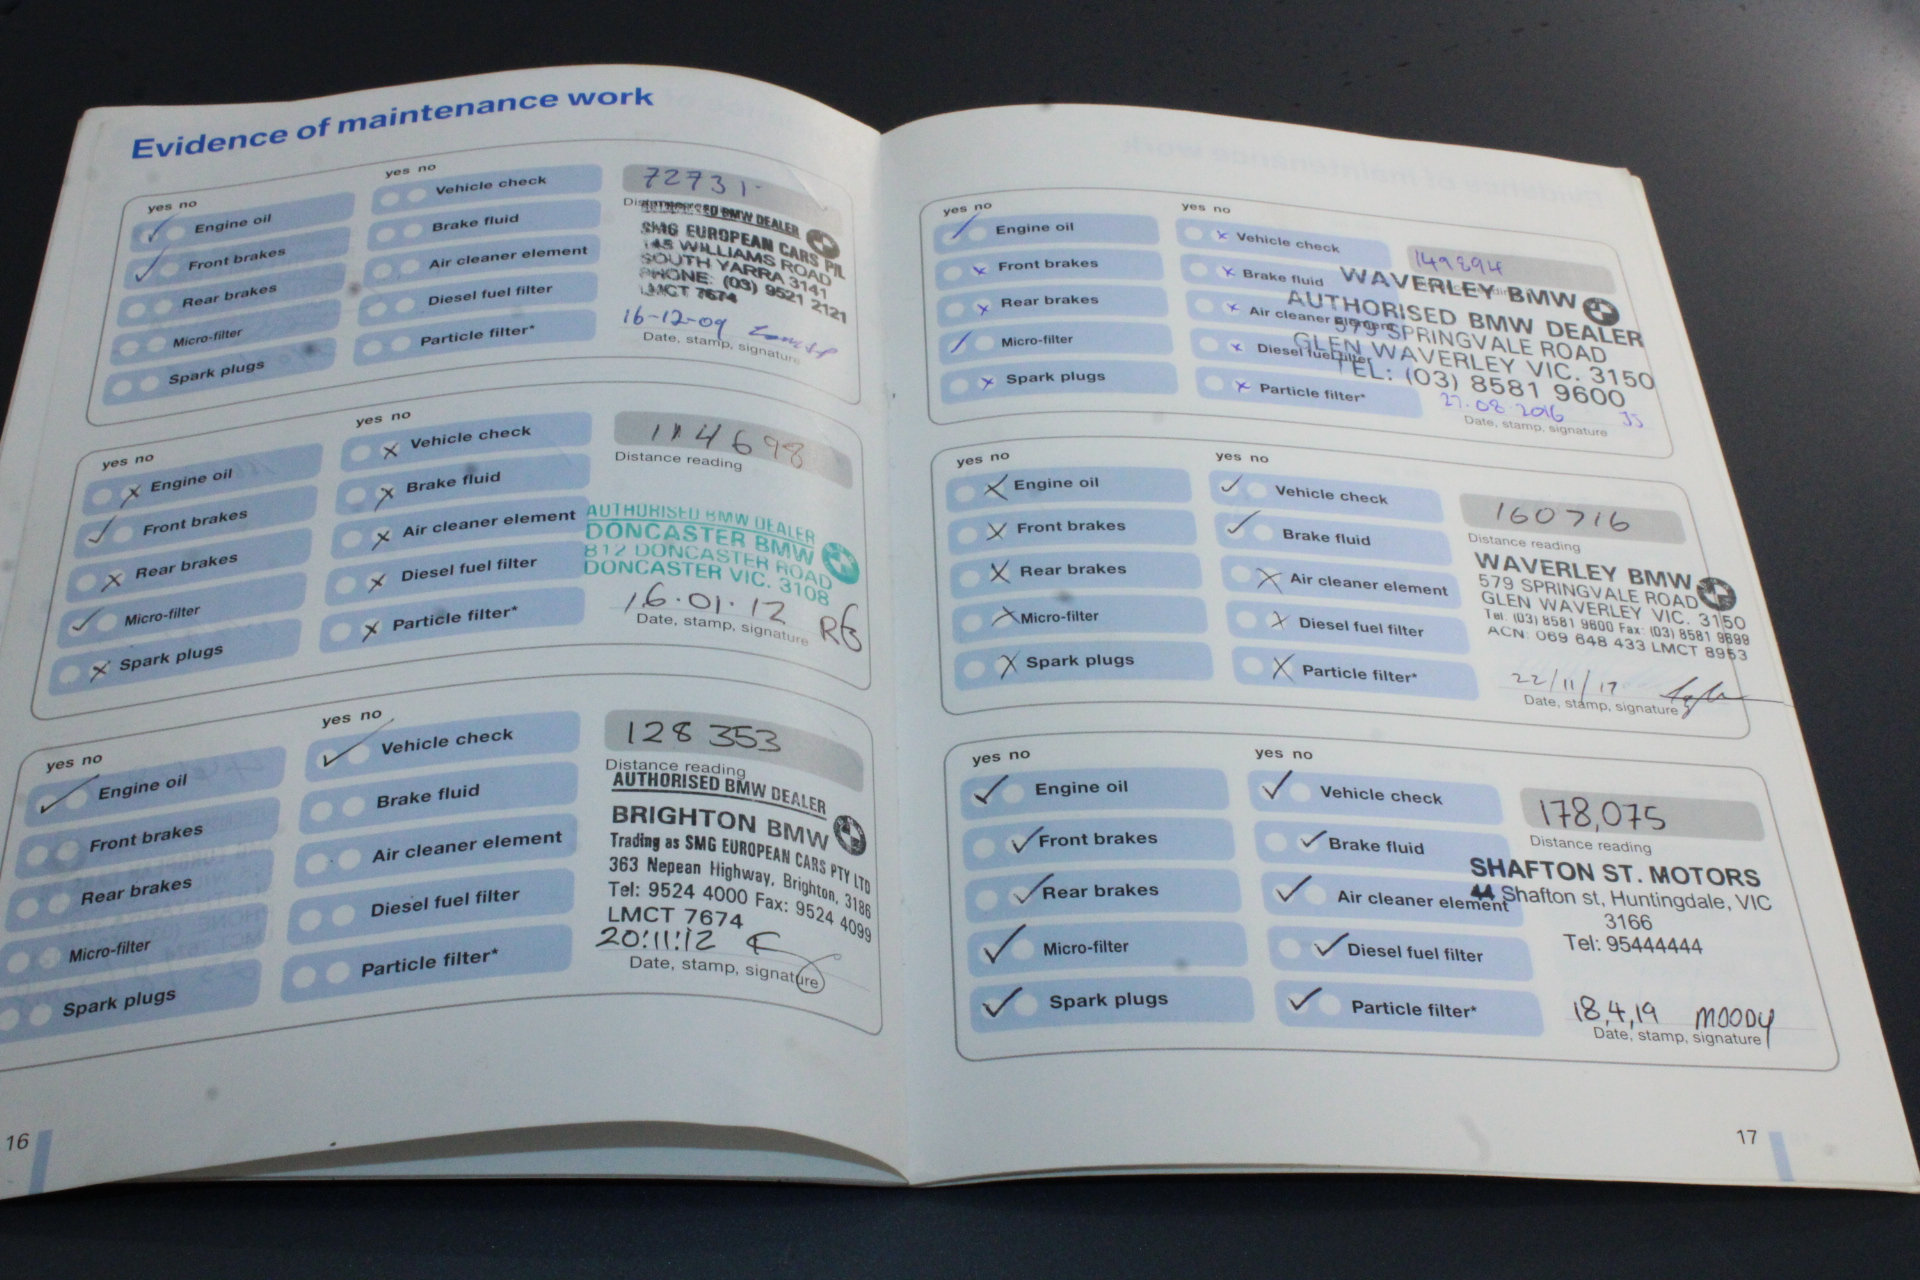 Evidence of maintenance work
yes no
yes no
Engine oil
Front brakes
Rear brakes
Micro-filter
Spark plugs
Vehicle check
Brake fluid
Air cleaner element
Diesel fuel filter
Particle filter*
72731
BMW DEALER
SMG EUROPEAN CARS P/L
145 WILLIAMS ROAD
SOUTH YARRA 3141
PHONE: (03) 9521 2121
LMCT 7674
16-12-09
Date, stamp, signature
yes no
yes no
Engine oil
Front brakes
Rear brakes
Micro-filter
Spark plugs
Vehicle check
Brake fluid
Air cleaner element
Diesel fuel filter
Particle filter*
114698
Distance reading
AUTHORISED BMW DEALER
DONCASTER BMW
812 DONCASTER ROAD
DONCASTER VIC. 3108
16.01.12
Date, stamp, signature
yes no
yes no
Engine oil
Front brakes
Rear brakes
Micro-filter
Spark plugs
Vehicle check
Brake fluid
Air cleaner element
Diesel fuel filter
Particle filter*
128 353
Distance reading
AUTHORISED BMW DEALER
BRIGHTON BMW
Trading as SMG EUROPEAN CARS PTY LTD
363 Nepean Highway, Brighton, 3186
Tel: 9524 4000 Fax: 9524 4099
LMCT 7674
20:11:12
Date, stamp, signature
16
yes no
yes no
Engine oil
Front brakes
Rear brakes
Micro-filter
Spark plugs
Vehicle check
Brake fluid
Air cleaner element
Diesel fuel filter
Particle filter*
149894
WAVERLEY BMW
AUTHORISED BMW DEALER
579 SPRINGVALE ROAD
GLEN WAVERLEY VIC. 3150
TEL: (03) 8581 9600
27.08.2016 JS
Date, stamp, signature
yes no
yes no
Engine oil
Front brakes
Rear brakes
Micro-filter
Spark plugs
Vehicle check
Brake fluid
Air cleaner element
Diesel fuel filter
Particle filter*
160716
Distance reading
WAVERLEY BMW
579 SPRINGVALE ROAD
GLEN WAVERLEY VIC. 3150
Tel: (03) 8581 9600 Fax: (03) 8581 9699
ACN: 069 648 433 LMCT 8953
22/11/17
Date, stamp, signature
yes no
yes no
Engine oil
Front brakes
Rear brakes
Micro-filter
Spark plugs
Vehicle check
Brake fluid
Air cleaner element
Diesel fuel filter
Particle filter*
178,075
Distance reading
SHAFTON ST. MOTORS
44 Shafton st, Huntingdale, VIC
3166
Tel: 95444444
18,4,19 MOODY
Date, stamp, signature
17